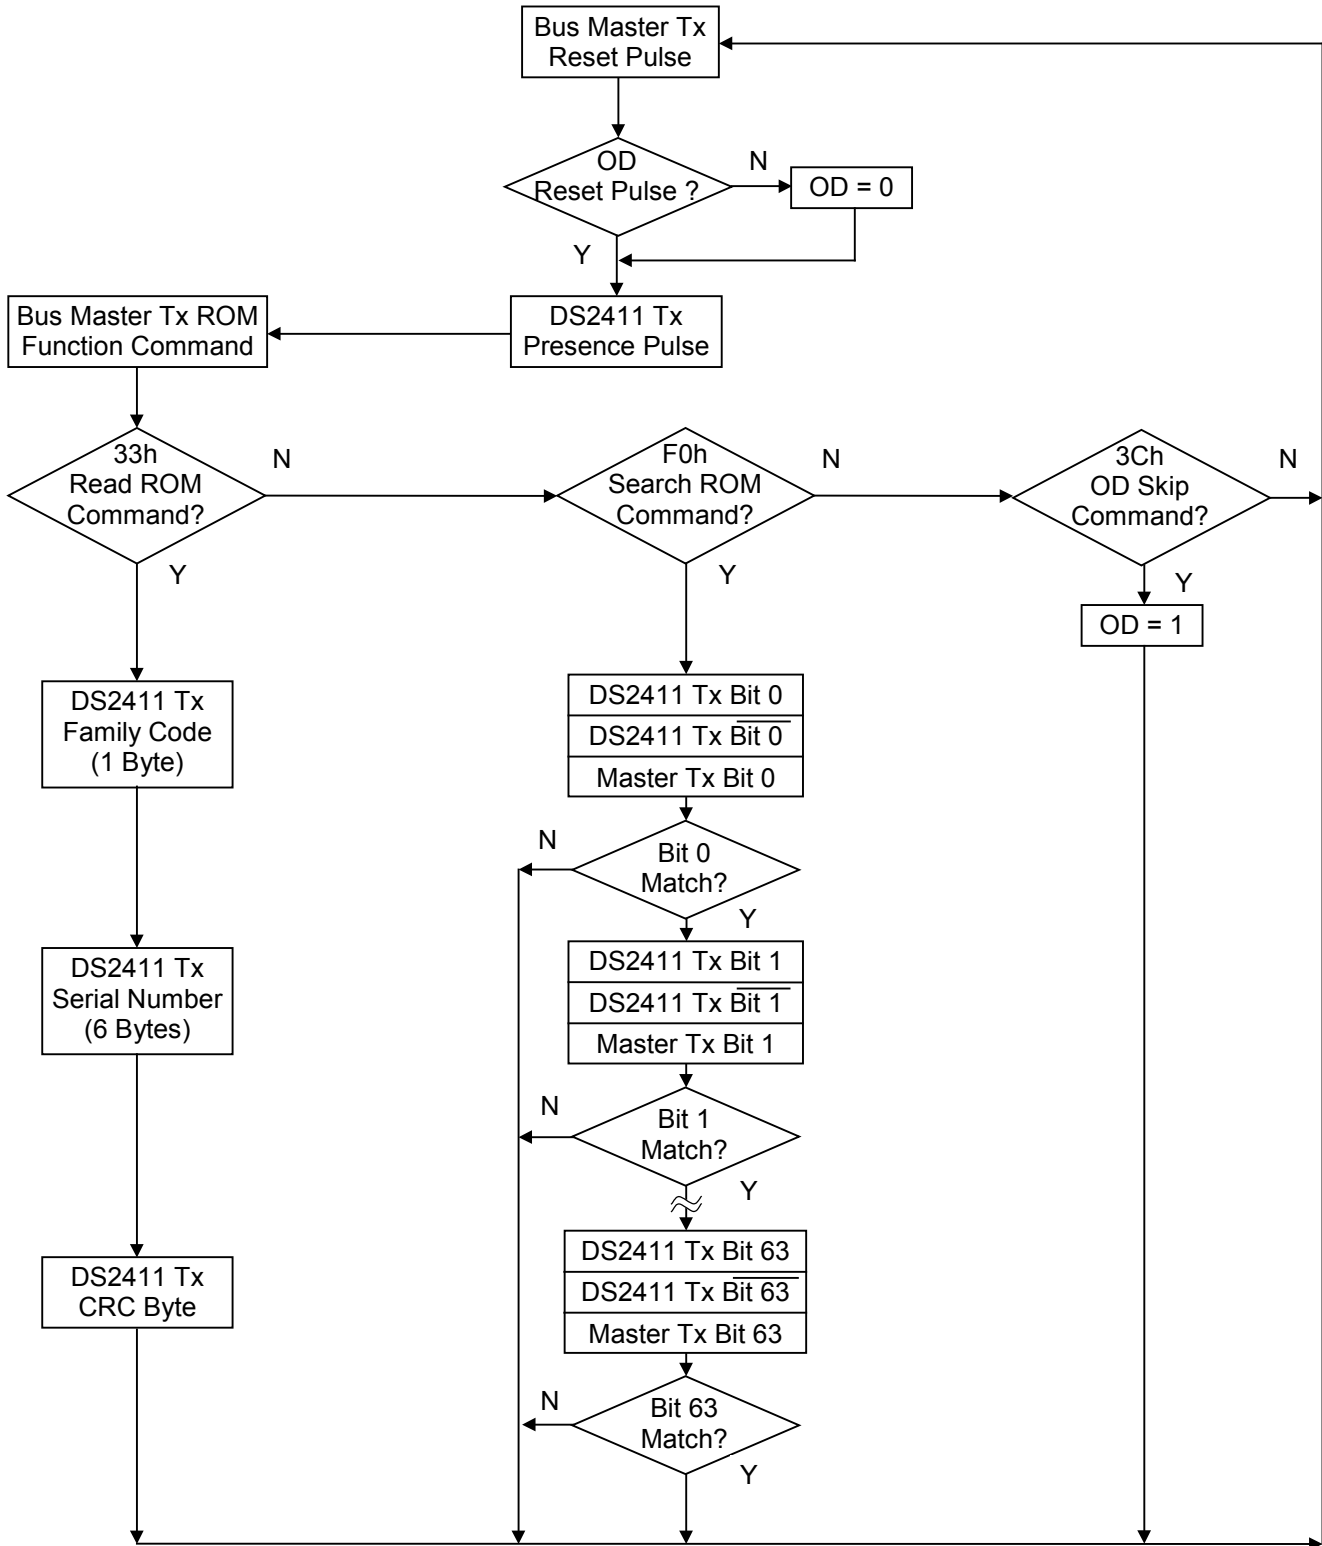 Bus Master Tx
Reset Pulse
OD
Reset Pulse ?
N
OD = 0
Y
DS2411 Tx
Presence Pulse
Bus Master Tx ROM
Function Command
33h
Read ROM
Command?
N
Y
F0h
Search ROM
Command?
N
Y
3Ch
OD Skip
Command?
N
Y
OD = 1
DS2411 Tx
Family Code
(1 Byte)
DS2411 Tx
Serial Number
(6 Bytes)
DS2411 Tx
CRC Byte
DS2411 Tx Bit 0
DS2411 Tx B̅i̅t̅ ̅0̅
Master Tx Bit 0
Bit 0
Match?
N
Y
DS2411 Tx Bit 1
DS2411 Tx B̅i̅t̅ ̅1̅
Master Tx Bit 1
Bit 1
Match?
N
Y
DS2411 Tx Bit 63
DS2411 Tx B̅i̅t̅ ̅6̅3̅
Master Tx Bit 63
Bit 63
Match?
N
Y